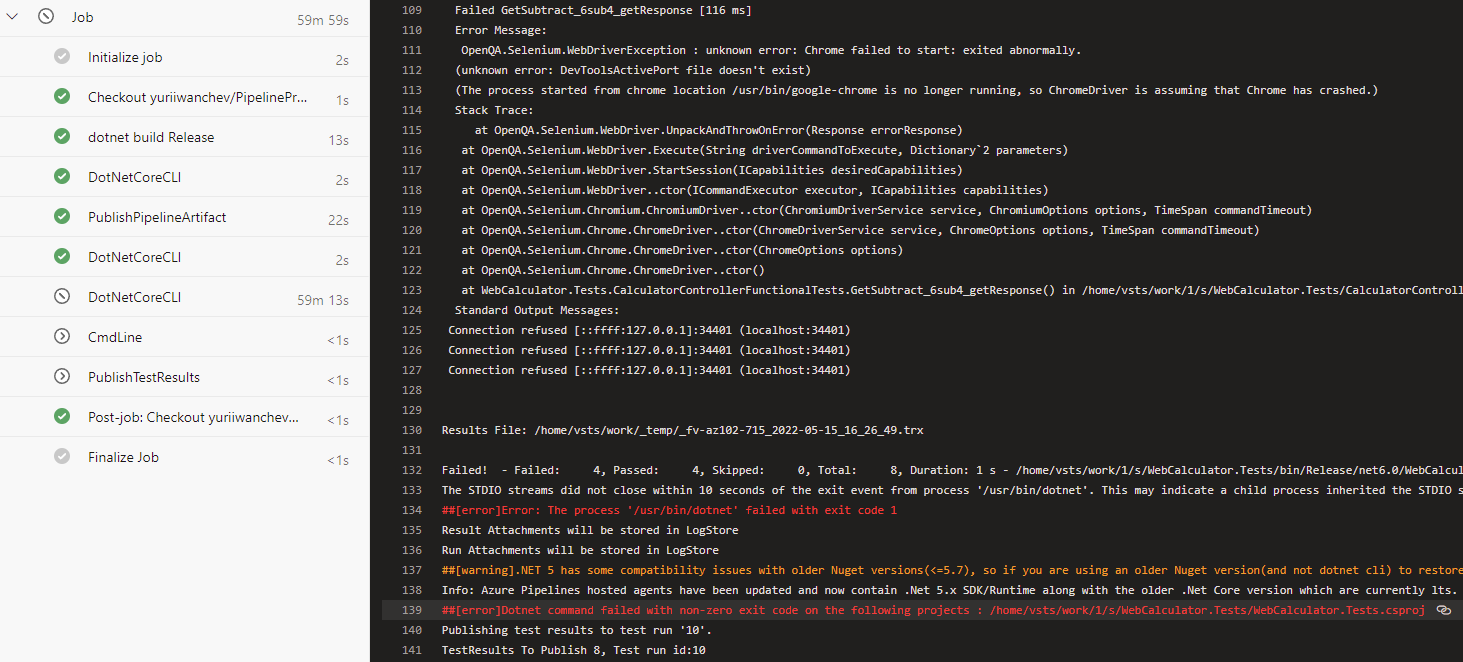 Job 59m 59s
Initialize job 2s
Checkout yuriiwanchev/PipelinePr... 1s
dotnet build Release 13s
DotNetCoreCLI 2s
PublishPipelineArtifact 22s
DotNetCoreCLI 2s
DotNetCoreCLI 59m 13s
CmdLine <1s
PublishTestResults <1s
Post-job: Checkout yuriiwanchev... <1s
Finalize Job <1s
109 Failed GetSubtract_6sub4_getResponse [116 ms]
110 Error Message:
111 OpenQA.Selenium.WebDriverException : unknown error: Chrome failed to start: exited abnormally.
112 (unknown error: DevToolsActivePort file doesn't exist)
113 (The process started from chrome location /usr/bin/google-chrome is no longer running, so ChromeDriver is assuming that Chrome has crashed.)
114 Stack Trace:
115 at OpenQA.Selenium.WebDriver.UnpackAndThrowOnError(Response errorResponse)
116 at OpenQA.Selenium.WebDriver.Execute(String driverCommandToExecute, Dictionary`2 parameters)
117 at OpenQA.Selenium.WebDriver.StartSession(ICapabilities desiredCapabilities)
118 at OpenQA.Selenium.WebDriver..ctor(ICommandExecutor executor, ICapabilities capabilities)
119 at OpenQA.Selenium.Chromium.ChromiumDriver..ctor(ChromiumDriverService service, ChromiumOptions options, TimeSpan commandTimeout)
120 at OpenQA.Selenium.Chrome.ChromeDriver..ctor(ChromeDriverService service, ChromeOptions options, TimeSpan commandTimeout)
121 at OpenQA.Selenium.Chrome.ChromeDriver..ctor(ChromeOptions options)
122 at OpenQA.Selenium.Chrome.ChromeDriver..ctor()
123 at WebCalculator.Tests.CalculatorControllerFunctionalTests.GetSubtract_6sub4_getResponse() in /home/vsts/work/1/s/WebCalculator.Tests/CalculatorControll
124 Standard Output Messages:
125 Connection refused [::ffff:127.0.0.1]:34401 (localhost:34401)
126 Connection refused [::ffff:127.0.0.1]:34401 (localhost:34401)
127 Connection refused [::ffff:127.0.0.1]:34401 (localhost:34401)
128
129
130 Results File: /home/vsts/work/_temp/_fv-az102-715_2022-05-15_16_26_49.trx
131
132 Failed! - Failed: 4, Passed: 4, Skipped: 0, Total: 8, Duration: 1 s - /home/vsts/work/1/s/WebCalculator.Tests/bin/Release/net6.0/WebCalcul
133 The STDIO streams did not close within 10 seconds of the exit event from process '/usr/bin/dotnet'. This may indicate a child process inherited the STDIO s
134 ##[error]Error: The process '/usr/bin/dotnet' failed with exit code 1
135 Result Attachments will be stored in LogStore
136 Run Attachments will be stored in LogStore
137 ##[warning].NET 5 has some compatibility issues with older Nuget versions(<=5.7), so if you are using an older Nuget version(and not dotnet cli) to restore
138 Info: Azure Pipelines hosted agents have been updated and now contain .Net 5.x SDK/Runtime along with the older .Net Core version which are currently lts.
139 ##[error]Dotnet command failed with non-zero exit code on the following projects : /home/vsts/work/1/s/WebCalculator.Tests/WebCalculator.Tests.csproj
140 Publishing test results to test run '10'.
141 TestResults To Publish 8, Test run id:10